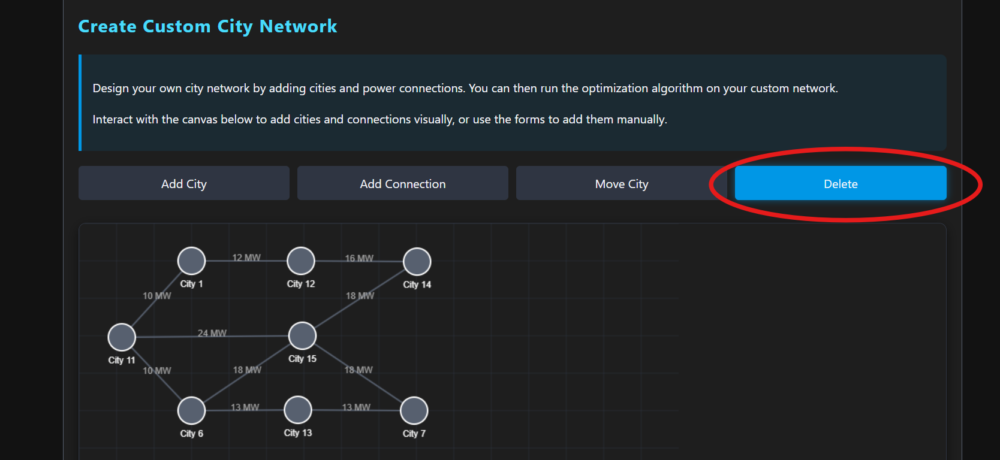 Create Custom City Network
Design your own city network by adding cities and power connections. You can then run the optimization algorithm on your custom network.
Interact with the canvas below to add cities and connections visually, or use the forms to add them manually.
Add City
Add Connection
Move City
Delete
12 MW
16 MW
City 1
City 12
City 14
10 MW
18 MW
24 MW
City 11
City 15
10 MW
18 MW
18 MW
13 MW
13 MW
City 6
City 13
City 7